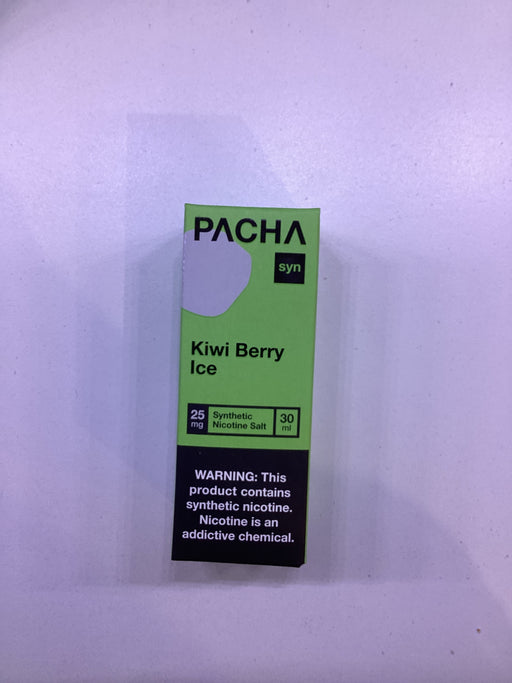 PACHA
syn
Kiwi Berry
Ice
25
mg
Synthetic
Nicotine Salt
30
ml
WARNING: This
product contains
synthetic nicotine.
Nicotine is an
addictive chemical.